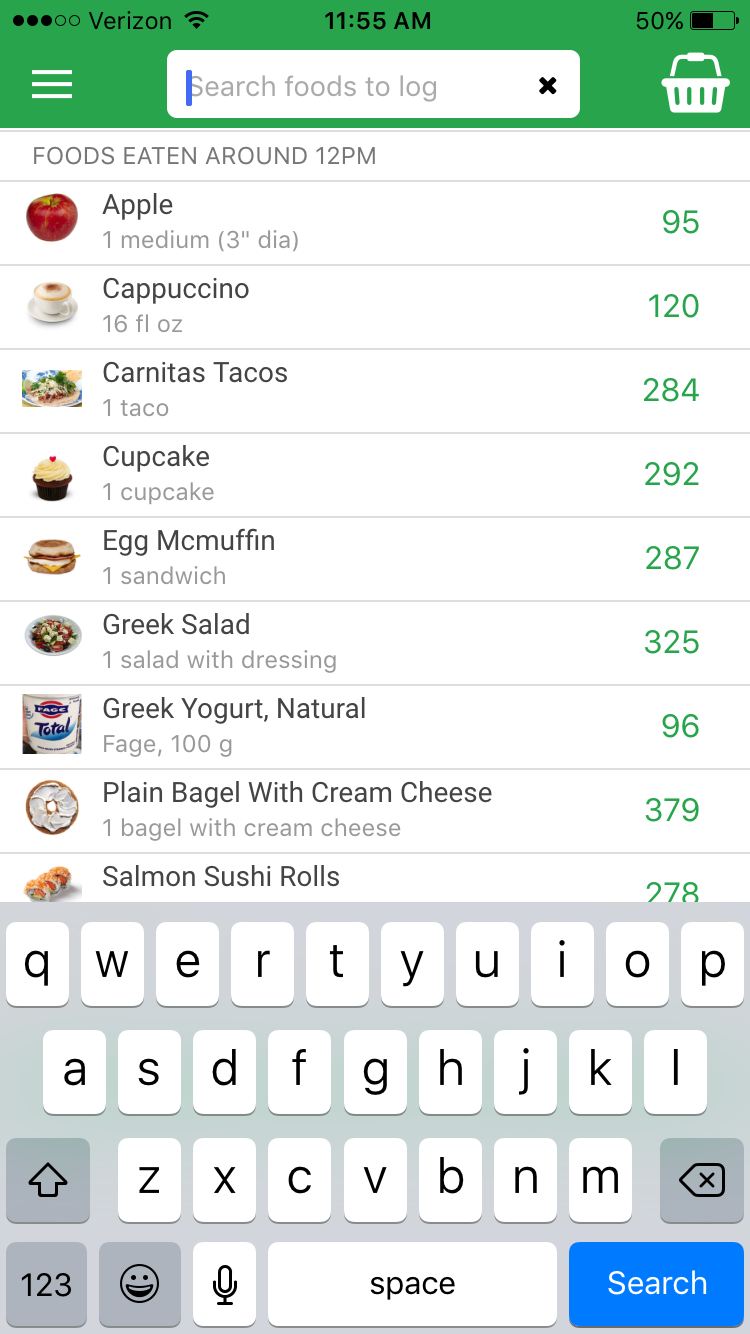 Verizon 11:55 AM 50%
Search foods to log
FOODS EATEN AROUND 12PM
Apple
1 medium (3" dia)
95
Cappuccino
16 fl oz
120
Carnitas Tacos
1 taco
284
Cupcake
1 cupcake
292
Egg Mcmuffin
1 sandwich
287
Greek Salad
1 salad with dressing
325
FAGE
Total
Greek Yogurt, Natural
Fage, 100 g
96
Plain Bagel With Cream Cheese
1 bagel with cream cheese
379
Salmon Sushi Rolls
278
q w e r t y u i o p
a s d f g h j k l
z x c v b n m
123 space Search